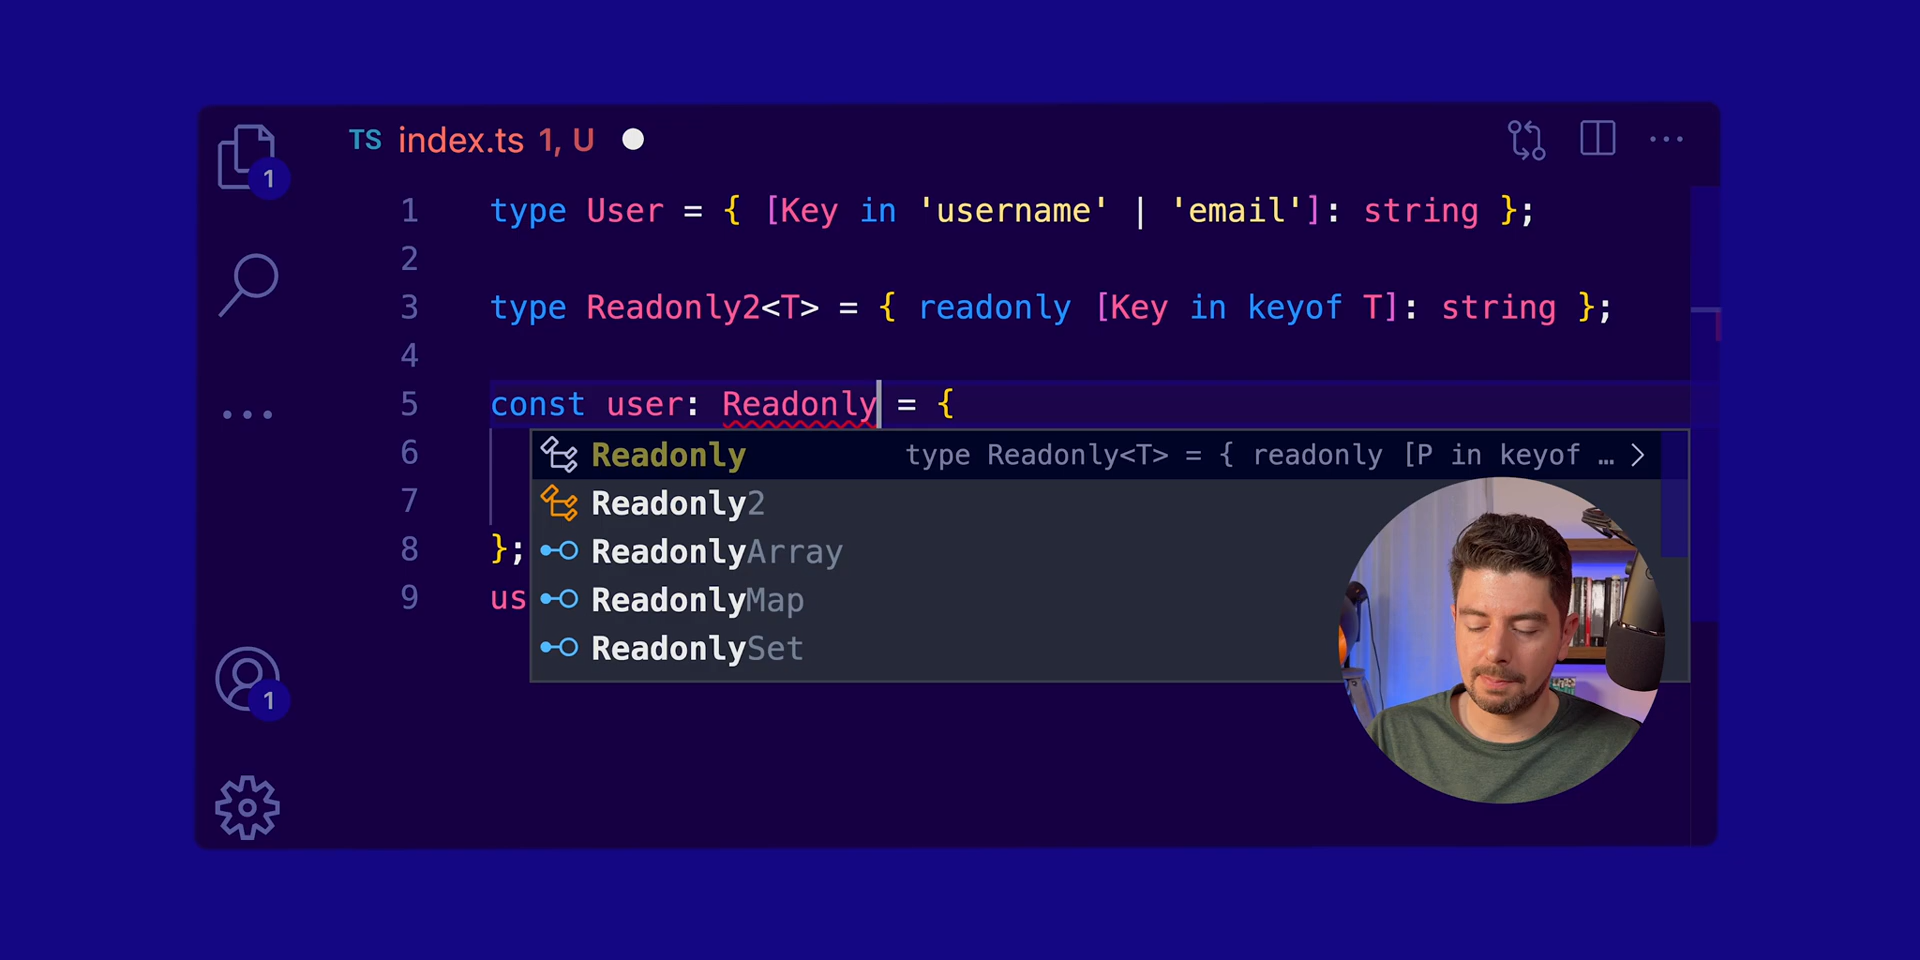 TS index.ts 1, U
1
1 type User = { [Key in 'username' | 'email']: string };
2
3 type Readonly2<T> = { readonly [Key in keyof T]: string };
4
5 const user: Readonly = {
6 Readonly type Readonly<T> = { readonly [P in keyof …
7 Readonly2
8 }; ReadonlyArray
9 us ReadonlyMap
ReadonlySet
1